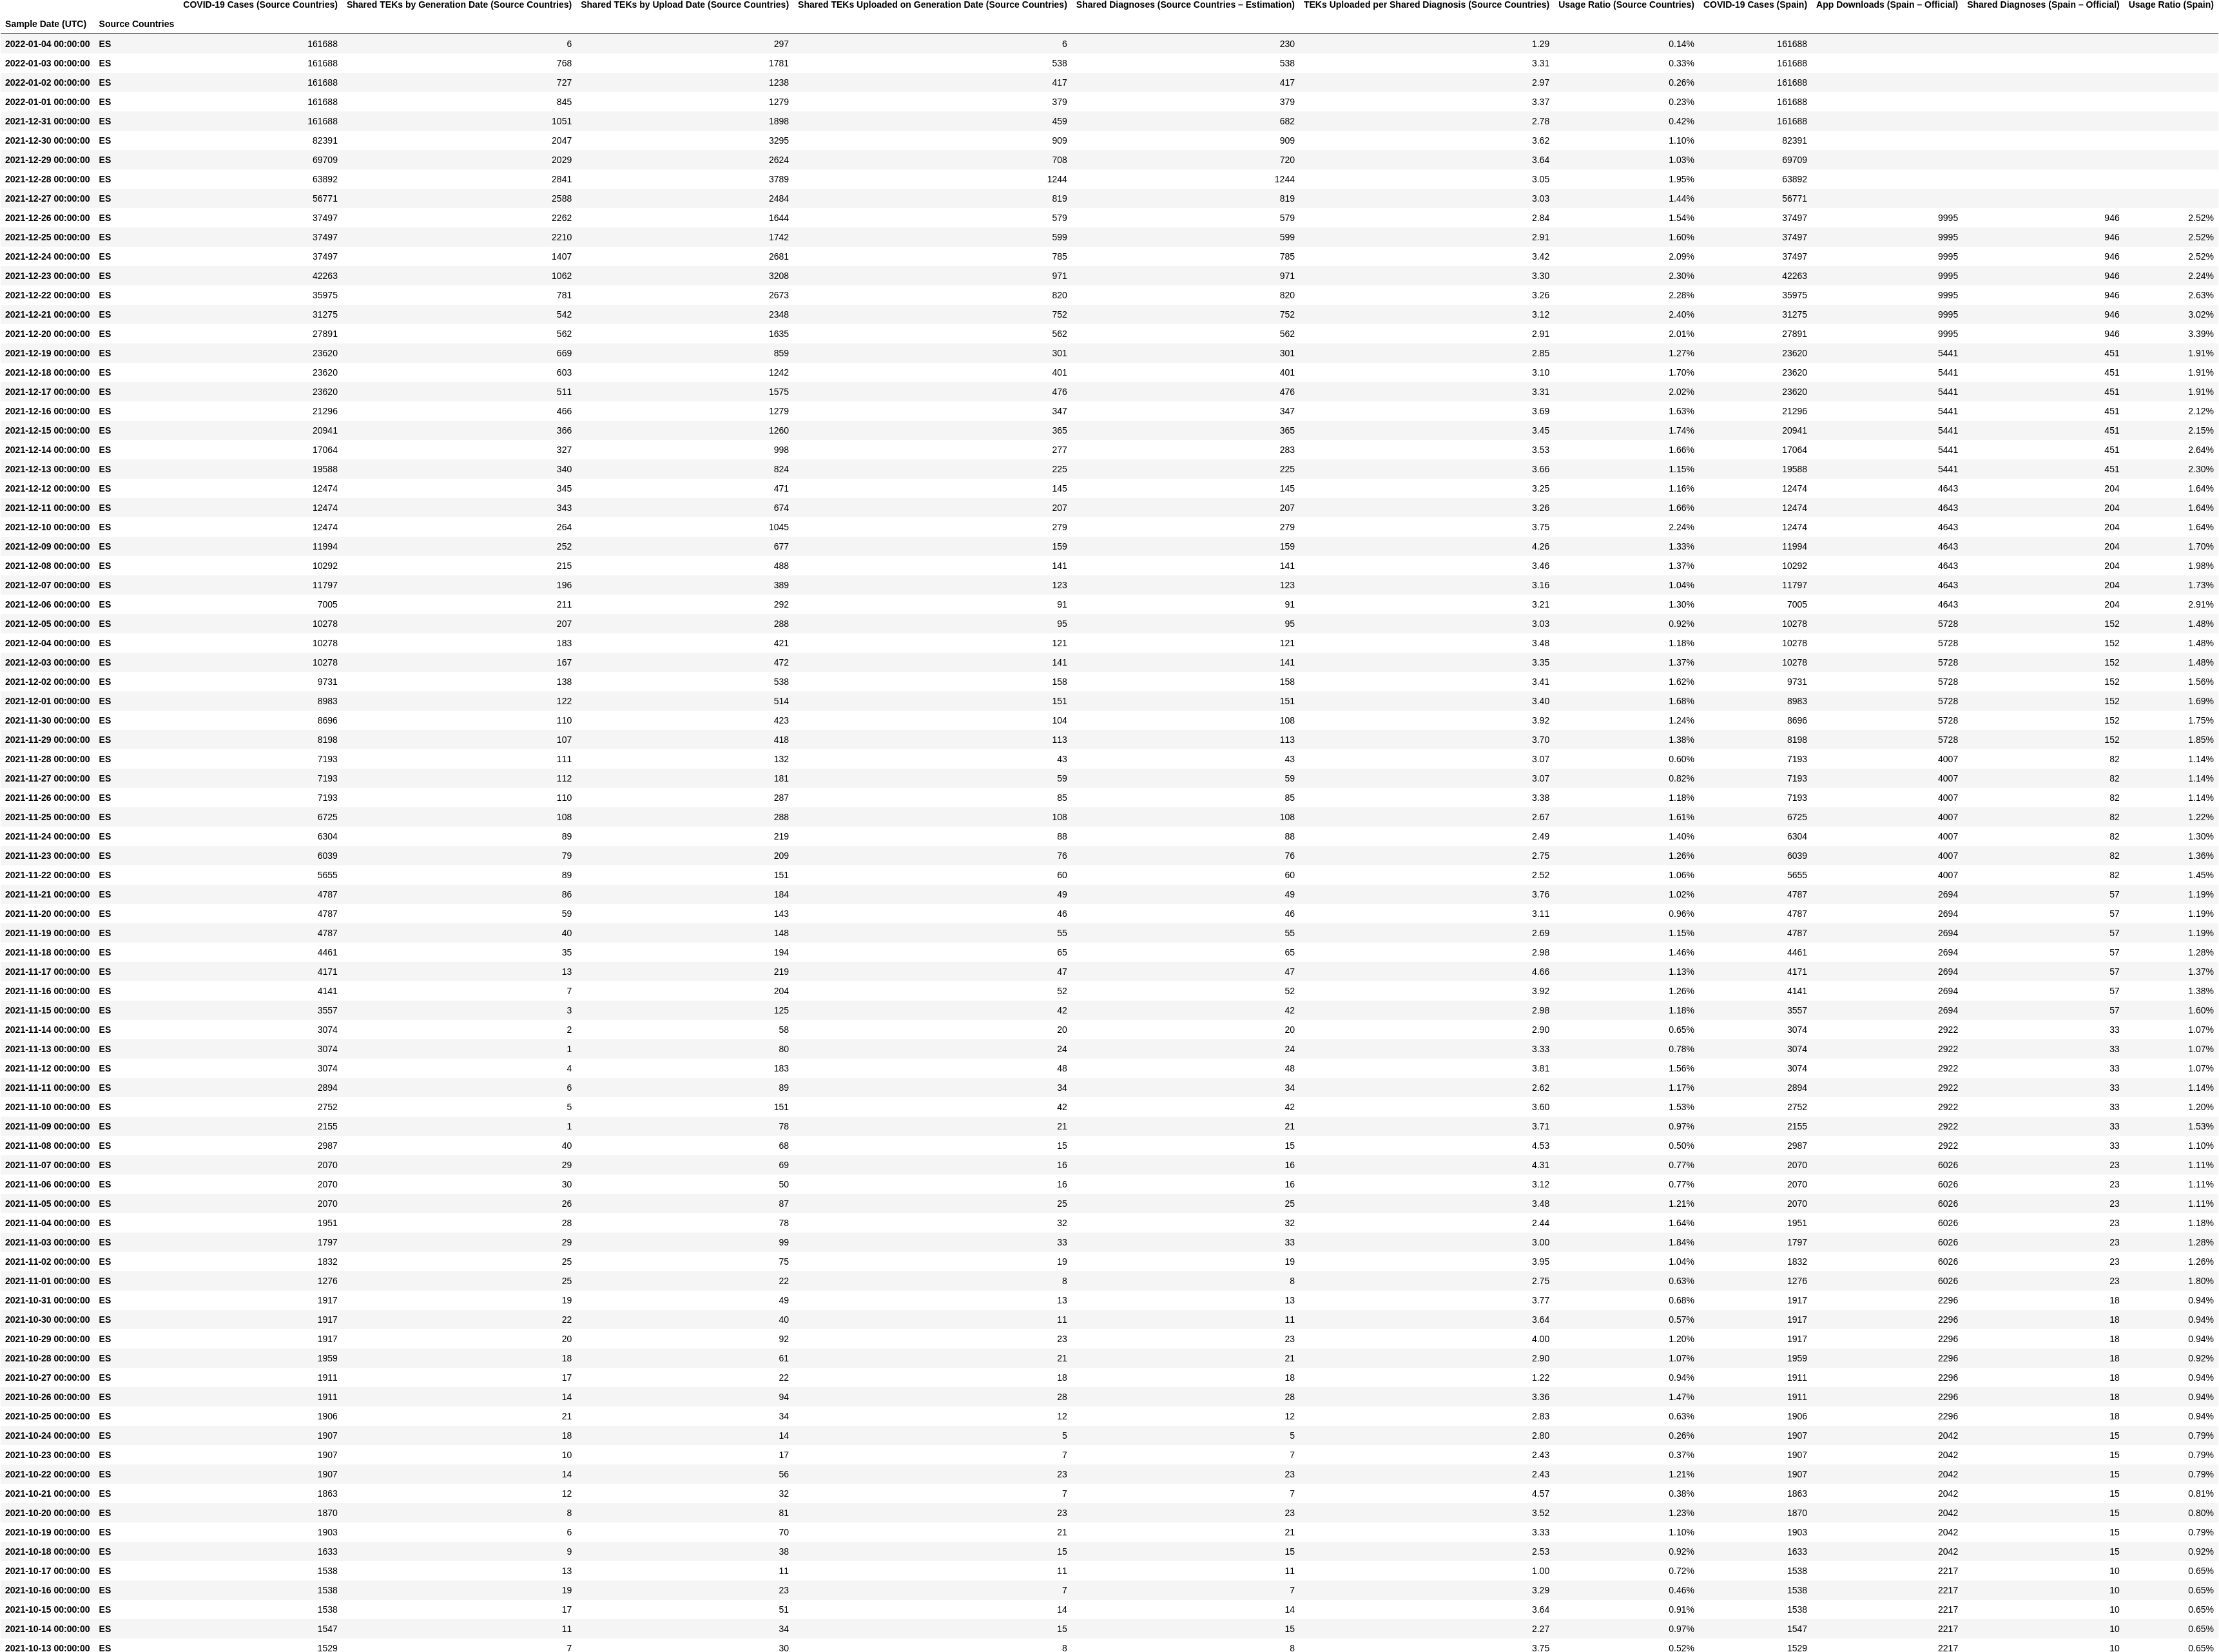 COVID-19 Cases (Source Countries) Shared TEKs by Generation Date (Source Countries) Shared TEKs by Upload Date (Source Countries) Shared TEKs Uploaded on Generation Date (Source Countries) Shared Diagnoses (Source Countries – Estimation) TEKs Uploaded per Shared Diagnosis (Source Countries) Usage Ratio (Source Countries) COVID-19 Cases (Spain) App Downloads (Spain – Official) Shared Diagnoses (Spain – Official) Usage Ratio (Spain)
Sample Date (UTC) Source Countries
2022-01-04 00:00:00 ES 161688 6 297 6 230 1.29 0.14% 161688
2022-01-03 00:00:00 ES 161688 768 1781 538 538 3.31 0.33% 161688
2022-01-02 00:00:00 ES 161688 727 1238 417 417 2.97 0.26% 161688
2022-01-01 00:00:00 ES 161688 845 1279 379 379 3.37 0.23% 161688
2021-12-31 00:00:00 ES 161688 1051 1898 459 682 2.78 0.42% 161688
2021-12-30 00:00:00 ES 82391 2047 3295 909 909 3.62 1.10% 82391
2021-12-29 00:00:00 ES 69709 2029 2624 708 720 3.64 1.03% 69709
2021-12-28 00:00:00 ES 63892 2841 3789 1244 1244 3.05 1.95% 63892
2021-12-27 00:00:00 ES 56771 2588 2484 819 819 3.03 1.44% 56771
2021-12-26 00:00:00 ES 37497 2262 1644 579 579 2.84 1.54% 37497 9995 946 2.52%
2021-12-25 00:00:00 ES 37497 2210 1742 599 599 2.91 1.60% 37497 9995 946 2.52%
2021-12-24 00:00:00 ES 37497 1407 2681 785 785 3.42 2.09% 37497 9995 946 2.52%
2021-12-23 00:00:00 ES 42263 1062 3208 971 971 3.30 2.30% 42263 9995 946 2.24%
2021-12-22 00:00:00 ES 35975 781 2673 820 820 3.26 2.28% 35975 9995 946 2.63%
2021-12-21 00:00:00 ES 31275 542 2348 752 752 3.12 2.40% 31275 9995 946 3.02%
2021-12-20 00:00:00 ES 27891 562 1635 562 562 2.91 2.01% 27891 9995 946 3.39%
2021-12-19 00:00:00 ES 23620 669 859 301 301 2.85 1.27% 23620 5441 451 1.91%
2021-12-18 00:00:00 ES 23620 603 1242 401 401 3.10 1.70% 23620 5441 451 1.91%
2021-12-17 00:00:00 ES 23620 511 1575 476 476 3.31 2.02% 23620 5441 451 1.91%
2021-12-16 00:00:00 ES 21296 466 1279 347 347 3.69 1.63% 21296 5441 451 2.12%
2021-12-15 00:00:00 ES 20941 366 1260 365 365 3.45 1.74% 20941 5441 451 2.15%
2021-12-14 00:00:00 ES 17064 327 998 277 283 3.53 1.66% 17064 5441 451 2.64%
2021-12-13 00:00:00 ES 19588 340 824 225 225 3.66 1.15% 19588 5441 451 2.30%
2021-12-12 00:00:00 ES 12474 345 471 145 145 3.25 1.16% 12474 4643 204 1.64%
2021-12-11 00:00:00 ES 12474 343 674 207 207 3.26 1.66% 12474 4643 204 1.64%
2021-12-10 00:00:00 ES 12474 264 1045 279 279 3.75 2.24% 12474 4643 204 1.64%
2021-12-09 00:00:00 ES 11994 252 677 159 159 4.26 1.33% 11994 4643 204 1.70%
2021-12-08 00:00:00 ES 10292 215 488 141 141 3.46 1.37% 10292 4643 204 1.98%
2021-12-07 00:00:00 ES 11797 196 389 123 123 3.16 1.04% 11797 4643 204 1.73%
2021-12-06 00:00:00 ES 7005 211 292 91 91 3.21 1.30% 7005 4643 204 2.91%
2021-12-05 00:00:00 ES 10278 207 288 95 95 3.03 0.92% 10278 5728 152 1.48%
2021-12-04 00:00:00 ES 10278 183 421 121 121 3.48 1.18% 10278 5728 152 1.48%
2021-12-03 00:00:00 ES 10278 167 472 141 141 3.35 1.37% 10278 5728 152 1.48%
2021-12-02 00:00:00 ES 9731 138 538 158 158 3.41 1.62% 9731 5728 152 1.56%
2021-12-01 00:00:00 ES 8983 122 514 151 151 3.40 1.68% 8983 5728 152 1.69%
2021-11-30 00:00:00 ES 8696 110 423 104 108 3.92 1.24% 8696 5728 152 1.75%
2021-11-29 00:00:00 ES 8198 107 418 113 113 3.70 1.38% 8198 5728 152 1.85%
2021-11-28 00:00:00 ES 7193 111 132 43 43 3.07 0.60% 7193 4007 82 1.14%
2021-11-27 00:00:00 ES 7193 112 181 59 59 3.07 0.82% 7193 4007 82 1.14%
2021-11-26 00:00:00 ES 7193 110 287 85 85 3.38 1.18% 7193 4007 82 1.14%
2021-11-25 00:00:00 ES 6725 108 288 108 108 2.67 1.61% 6725 4007 82 1.22%
2021-11-24 00:00:00 ES 6304 89 219 88 88 2.49 1.40% 6304 4007 82 1.30%
2021-11-23 00:00:00 ES 6039 79 209 76 76 2.75 1.26% 6039 4007 82 1.36%
2021-11-22 00:00:00 ES 5655 89 151 60 60 2.52 1.06% 5655 4007 82 1.45%
2021-11-21 00:00:00 ES 4787 86 184 49 49 3.76 1.02% 4787 2694 57 1.19%
2021-11-20 00:00:00 ES 4787 59 143 46 46 3.11 0.96% 4787 2694 57 1.19%
2021-11-19 00:00:00 ES 4787 40 148 55 55 2.69 1.15% 4787 2694 57 1.19%
2021-11-18 00:00:00 ES 4461 35 194 65 65 2.98 1.46% 4461 2694 57 1.28%
2021-11-17 00:00:00 ES 4171 13 219 47 47 4.66 1.13% 4171 2694 57 1.37%
2021-11-16 00:00:00 ES 4141 7 204 52 52 3.92 1.26% 4141 2694 57 1.38%
2021-11-15 00:00:00 ES 3557 3 125 42 42 2.98 1.18% 3557 2694 57 1.60%
2021-11-14 00:00:00 ES 3074 2 58 20 20 2.90 0.65% 3074 2922 33 1.07%
2021-11-13 00:00:00 ES 3074 1 80 24 24 3.33 0.78% 3074 2922 33 1.07%
2021-11-12 00:00:00 ES 3074 4 183 48 48 3.81 1.56% 3074 2922 33 1.07%
2021-11-11 00:00:00 ES 2894 6 89 34 34 2.62 1.17% 2894 2922 33 1.14%
2021-11-10 00:00:00 ES 2752 5 151 42 42 3.60 1.53% 2752 2922 33 1.20%
2021-11-09 00:00:00 ES 2155 1 78 21 21 3.71 0.97% 2155 2922 33 1.53%
2021-11-08 00:00:00 ES 2987 40 68 15 15 4.53 0.50% 2987 2922 33 1.10%
2021-11-07 00:00:00 ES 2070 29 69 16 16 4.31 0.77% 2070 6026 23 1.11%
2021-11-06 00:00:00 ES 2070 30 50 16 16 3.12 0.77% 2070 6026 23 1.11%
2021-11-05 00:00:00 ES 2070 26 87 25 25 3.48 1.21% 2070 6026 23 1.11%
2021-11-04 00:00:00 ES 1951 28 78 32 32 2.44 1.64% 1951 6026 23 1.18%
2021-11-03 00:00:00 ES 1797 29 99 33 33 3.00 1.84% 1797 6026 23 1.28%
2021-11-02 00:00:00 ES 1832 25 75 19 19 3.95 1.04% 1832 6026 23 1.26%
2021-11-01 00:00:00 ES 1276 25 22 8 8 2.75 0.63% 1276 6026 23 1.80%
2021-10-31 00:00:00 ES 1917 19 49 13 13 3.77 0.68% 1917 2296 18 0.94%
2021-10-30 00:00:00 ES 1917 22 40 11 11 3.64 0.57% 1917 2296 18 0.94%
2021-10-29 00:00:00 ES 1917 20 92 23 23 4.00 1.20% 1917 2296 18 0.94%
2021-10-28 00:00:00 ES 1959 18 61 21 21 2.90 1.07% 1959 2296 18 0.92%
2021-10-27 00:00:00 ES 1911 17 22 18 18 1.22 0.94% 1911 2296 18 0.94%
2021-10-26 00:00:00 ES 1911 14 94 28 28 3.36 1.47% 1911 2296 18 0.94%
2021-10-25 00:00:00 ES 1906 21 34 12 12 2.83 0.63% 1906 2296 18 0.94%
2021-10-24 00:00:00 ES 1907 18 14 5 5 2.80 0.26% 1907 2042 15 0.79%
2021-10-23 00:00:00 ES 1907 10 17 7 7 2.43 0.37% 1907 2042 15 0.79%
2021-10-22 00:00:00 ES 1907 14 56 23 23 2.43 1.21% 1907 2042 15 0.79%
2021-10-21 00:00:00 ES 1863 12 32 7 7 4.57 0.38% 1863 2042 15 0.81%
2021-10-20 00:00:00 ES 1870 8 81 23 23 3.52 1.23% 1870 2042 15 0.80%
2021-10-19 00:00:00 ES 1903 6 70 21 21 3.33 1.10% 1903 2042 15 0.79%
2021-10-18 00:00:00 ES 1633 9 38 15 15 2.53 0.92% 1633 2042 15 0.92%
2021-10-17 00:00:00 ES 1538 13 11 11 11 1.00 0.72% 1538 2217 10 0.65%
2021-10-16 00:00:00 ES 1538 19 23 7 7 3.29 0.46% 1538 2217 10 0.65%
2021-10-15 00:00:00 ES 1538 17 51 14 14 3.64 0.91% 1538 2217 10 0.65%
2021-10-14 00:00:00 ES 1547 11 34 15 15 2.27 0.97% 1547 2217 10 0.65%
2021-10-13 00:00:00 ES 1529 7 30 8 8 3.75 0.52% 1529 2217 10 0.65%